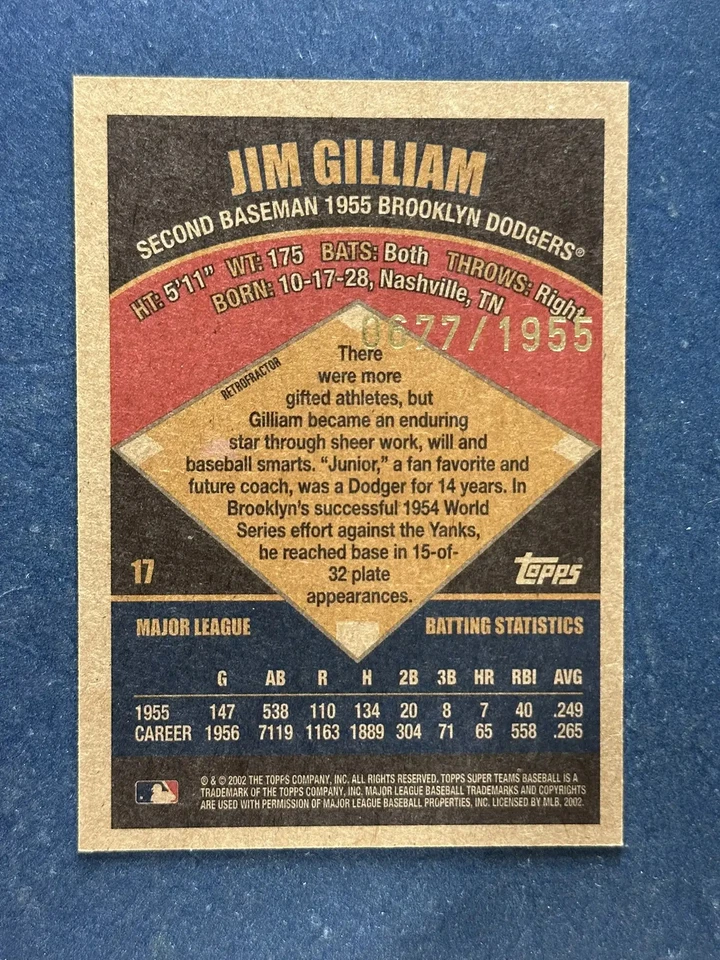 JIM GILLIAM
SECOND BASEMAN 1955 BROOKLYN DODGERS®
HT: 5'11" WT: 175 BATS: Both THROWS: Right
BORN: 10-17-28, Nashville, TN
0677/1955
RETROFRACTOR
There
were more
gifted athletes, but
Gilliam became an enduring
star through sheer work, will and
baseball smarts. "Junior," a fan favorite and
future coach, was a Dodger for 14 years. In
Brooklyn's successful 1954 World
Series effort against the Yanks,
he reached base in 15-of-
32 plate
appearances.
17
Topps
MAJOR LEAGUE BATTING STATISTICS
G AB R H 2B 3B HR RBI AVG
1955 147 538 110 134 20 8 7 40 .249
CAREER 1956 7119 1163 1889 304 71 65 558 .265
® & © 2002 THE TOPPS COMPANY, INC. ALL RIGHTS RESERVED. TOPPS SUPER TEAMS BASEBALL IS A
TRADEMARK OF THE TOPPS COMPANY, INC. MAJOR LEAGUE BASEBALL TRADEMARKS AND COPYRIGHTS
ARE USED WITH PERMISSION OF MAJOR LEAGUE BASEBALL PROPERTIES, INC. LICENSED BY MLB, 2002.